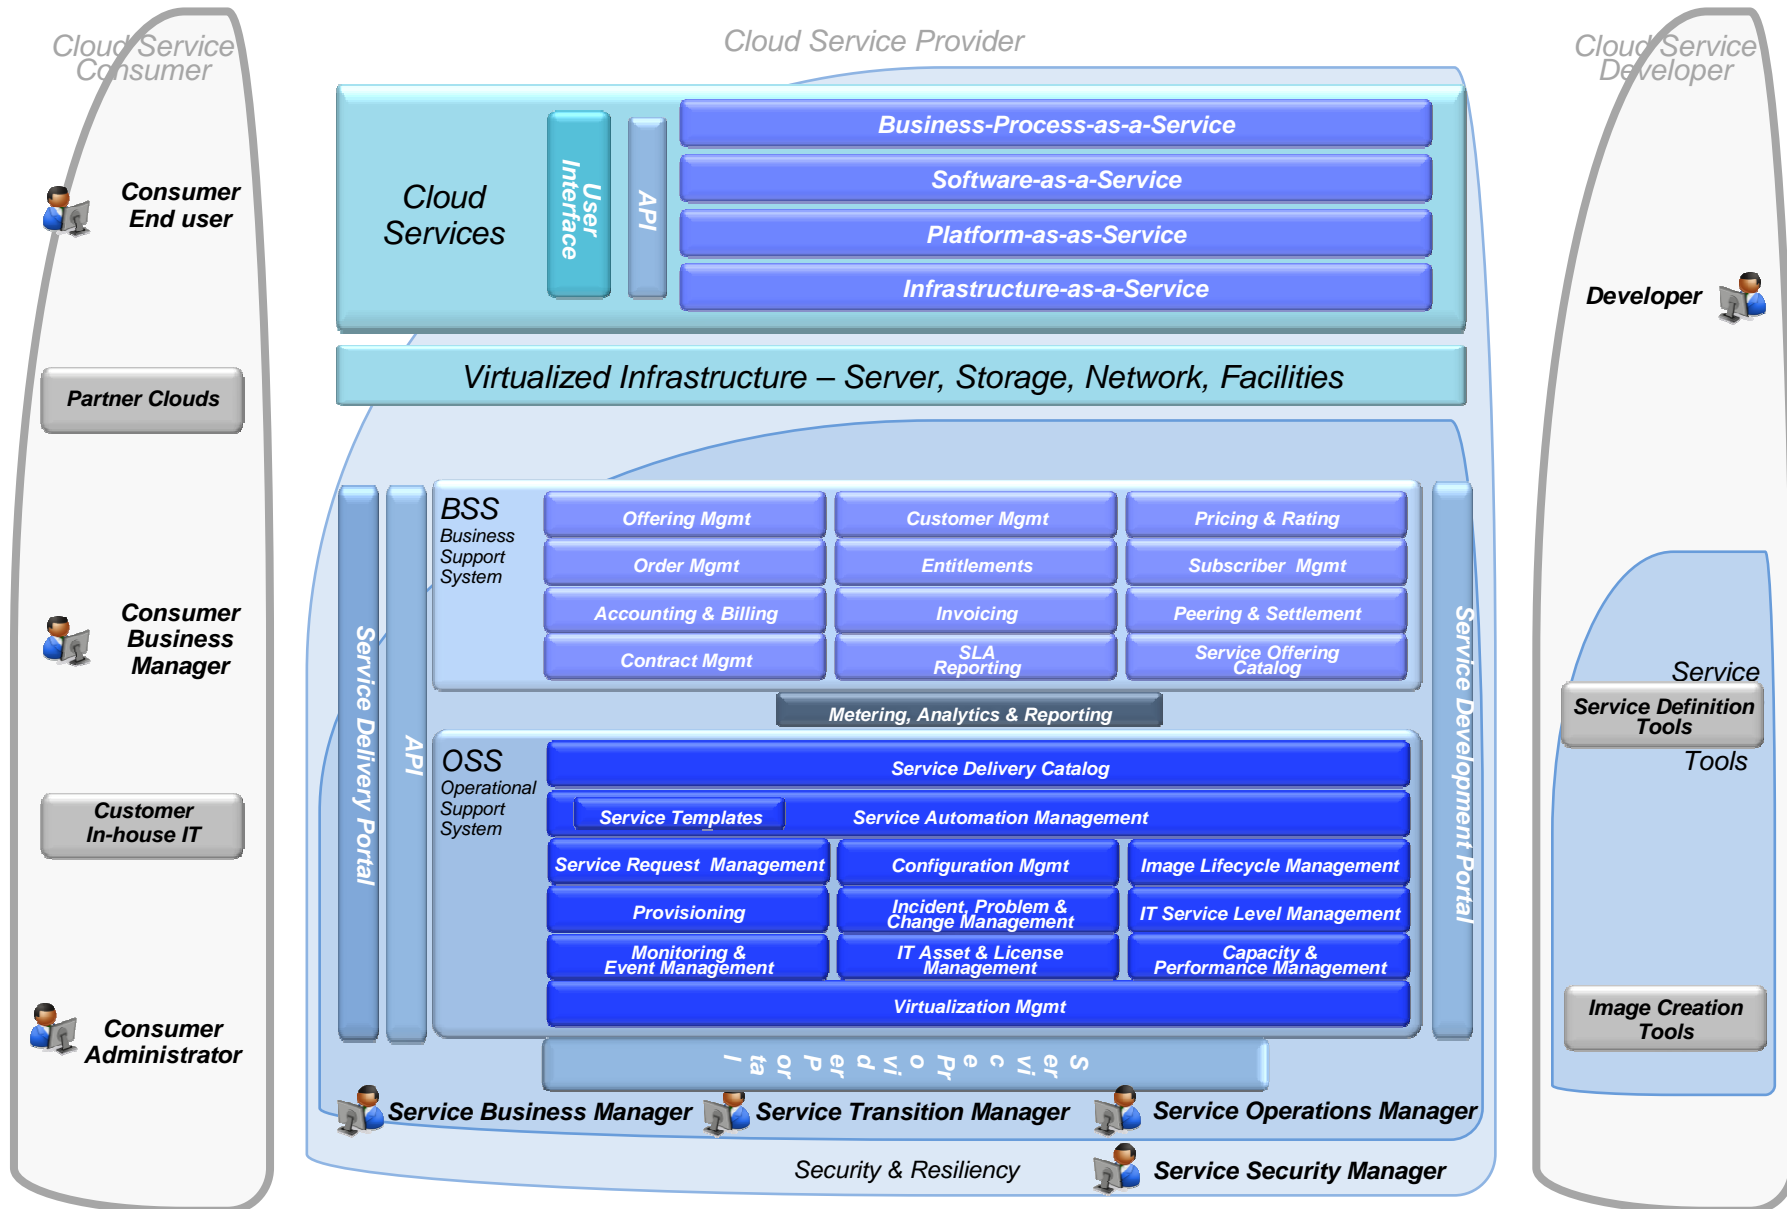 Cloud Service
Consumer
Consumer
End user
Partner Clouds
Consumer
Business
Manager
Customer
In-house IT
Consumer
Administrator
Cloud Service Provider
Cloud
Services
User
Interface
API
Business-Process-as-a-Service
Software-as-a-Service
Platform-as-as-Service
Infrastructure-as-a-Service
Virtualized Infrastructure – Server, Storage, Network, Facilities
Service Delivery Portal
API
BSS
Business
Support
System
Offering Mgmt
Customer Mgmt
Pricing & Rating
Order Mgmt
Entitlements
Subscriber Mgmt
Accounting & Billing
Invoicing
Peering & Settlement
Contract Mgmt
SLA
Reporting
Service Offering
Catalog
Metering, Analytics & Reporting
OSS
Operational
Support
System
Service Delivery Catalog
Service Templates
Service Automation Management
Service Request Management
Configuration Mgmt
Image Lifecycle Management
Provisioning
Incident, Problem &
Change Management
IT Service Level Management
Monitoring &
Event Management
IT Asset & License
Management
Capacity &
Performance Management
Virtualization Mgmt
Service Development Portal
Service Provider Portal
Service Business Manager
Service Transition Manager
Service Operations Manager
Security & Resiliency
Service Security Manager
Cloud Service
Developer
Developer
Service
Service Definition
Tools
Tools
Image Creation
Tools